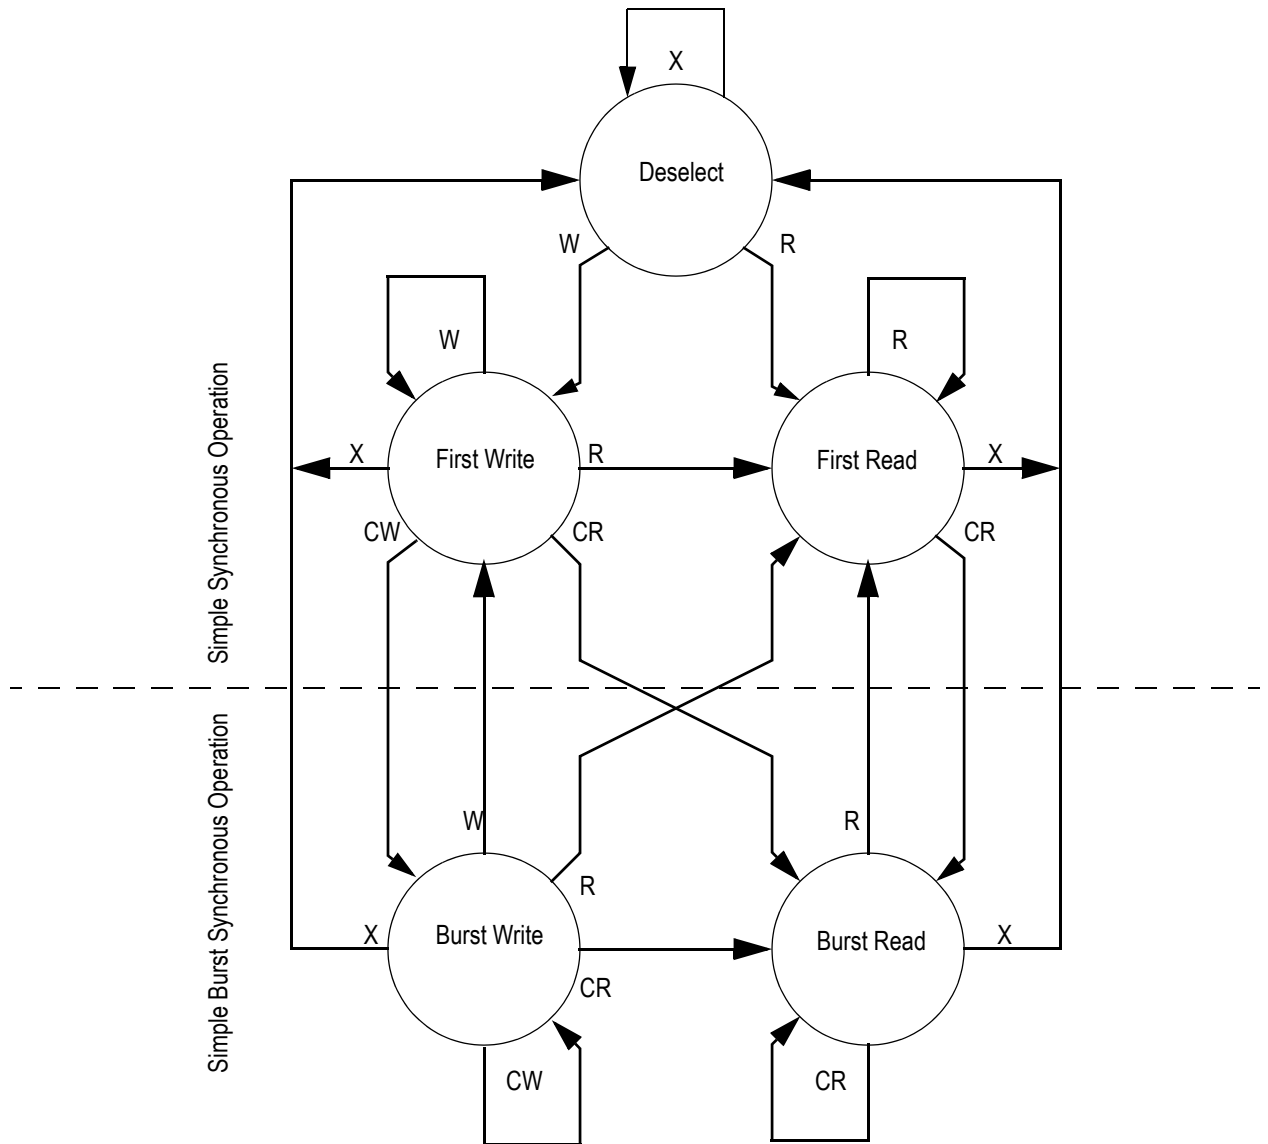 X
Deselect
W
R
W
R
Simple Synchronous Operation
X
First Write
R
First Read
X
CW
CR
CR
Simple Burst Synchronous Operation
W
R
R
X
Burst Write
Burst Read
X
CR
CW
CR